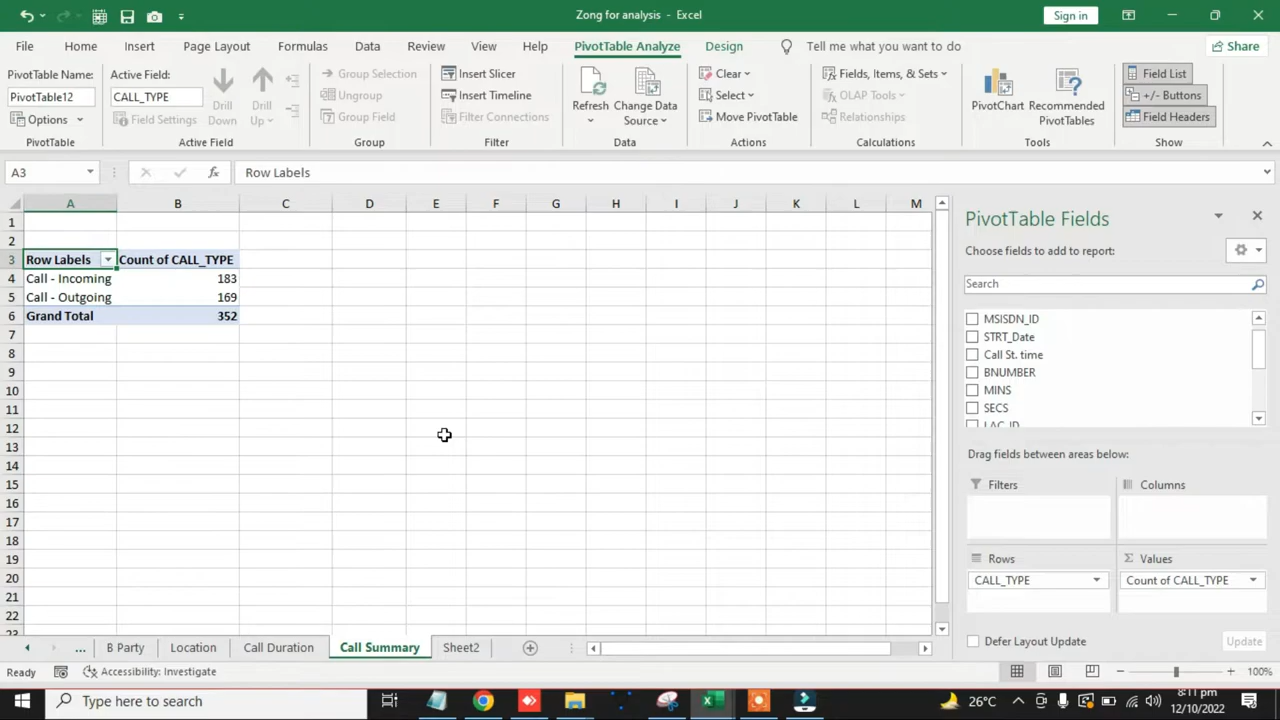 Zong for analysis - Excel
Sign in
File Home Insert Page Layout Formulas Data Review View Help PivotTable Analyze Design Tell me what you want to do Share
PivotTable Name:
PivotTable12
Options
PivotTable
Active Field:
CALL_TYPE
Field Settings
Drill Down
Drill Up
Active Field
Group Selection
Ungroup
Group Field
Group
Insert Slicer
Insert Timeline
Filter Connections
Filter
Refresh
Change Data Source
Data
Clear
Select
Move PivotTable
Actions
Fields, Items, & Sets
OLAP Tools
Relationships
Calculations
PivotChart
Recommended PivotTables
Tools
Field List
+/- Buttons
Field Headers
Show
A3
fx
Row Labels
A B C D E F G H I J K L M
1
2
3 Row Labels Count of CALL_TYPE
4 Call - Incoming 183
5 Call - Outgoing 169
6 Grand Total 352
7
8
9
10
11
12
13
14
15
16
17
18
19
20
21
22
23
PivotTable Fields
Choose fields to add to report:
Search
MSISDN_ID
STRT_Date
Call St. time
BNUMBER
MINS
SECS
LAC_ID
Drag fields between areas below:
Filters
Columns
Rows
CALL_TYPE
Σ Values
Count of CALL_TYPE
Defer Layout Update
Update
... B Party Location Call Duration Call Summary Sheet2
Ready Accessibility: Investigate 100%
Type here to search
26°C
8:11 pm
12/10/2022